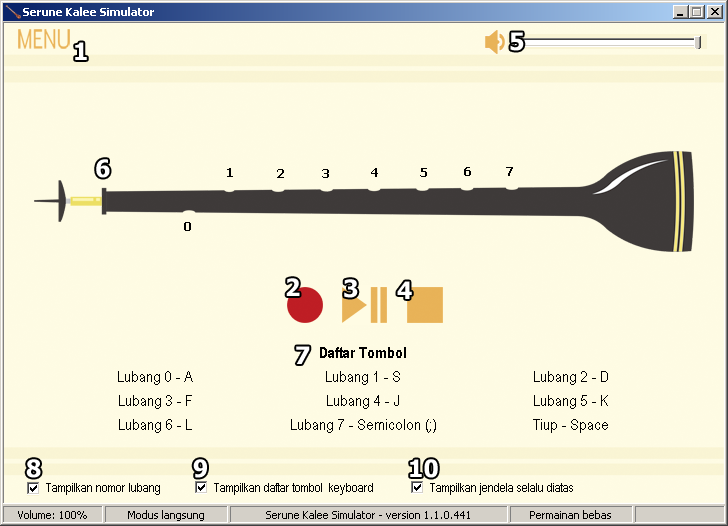 Serune Kalee Simulator
MENU 1
5
6 1 2 3 4 5 6 7
0
2 3 4
7 Daftar Tombol
Lubang 0 - A Lubang 1 - S Lubang 2 - D
Lubang 3 - F Lubang 4 - J Lubang 5 - K
Lubang 6 - L Lubang 7 - Semicolon (;) Tiup - Space
8 9 10
Tampilkan nomor lubang Tampilkan daftar tombol keyboard Tampilkan jendela selalu diatas
Volume: 100% Modus langsung Serune Kalee Simulator - version 1.1.0.441 Permainan bebas